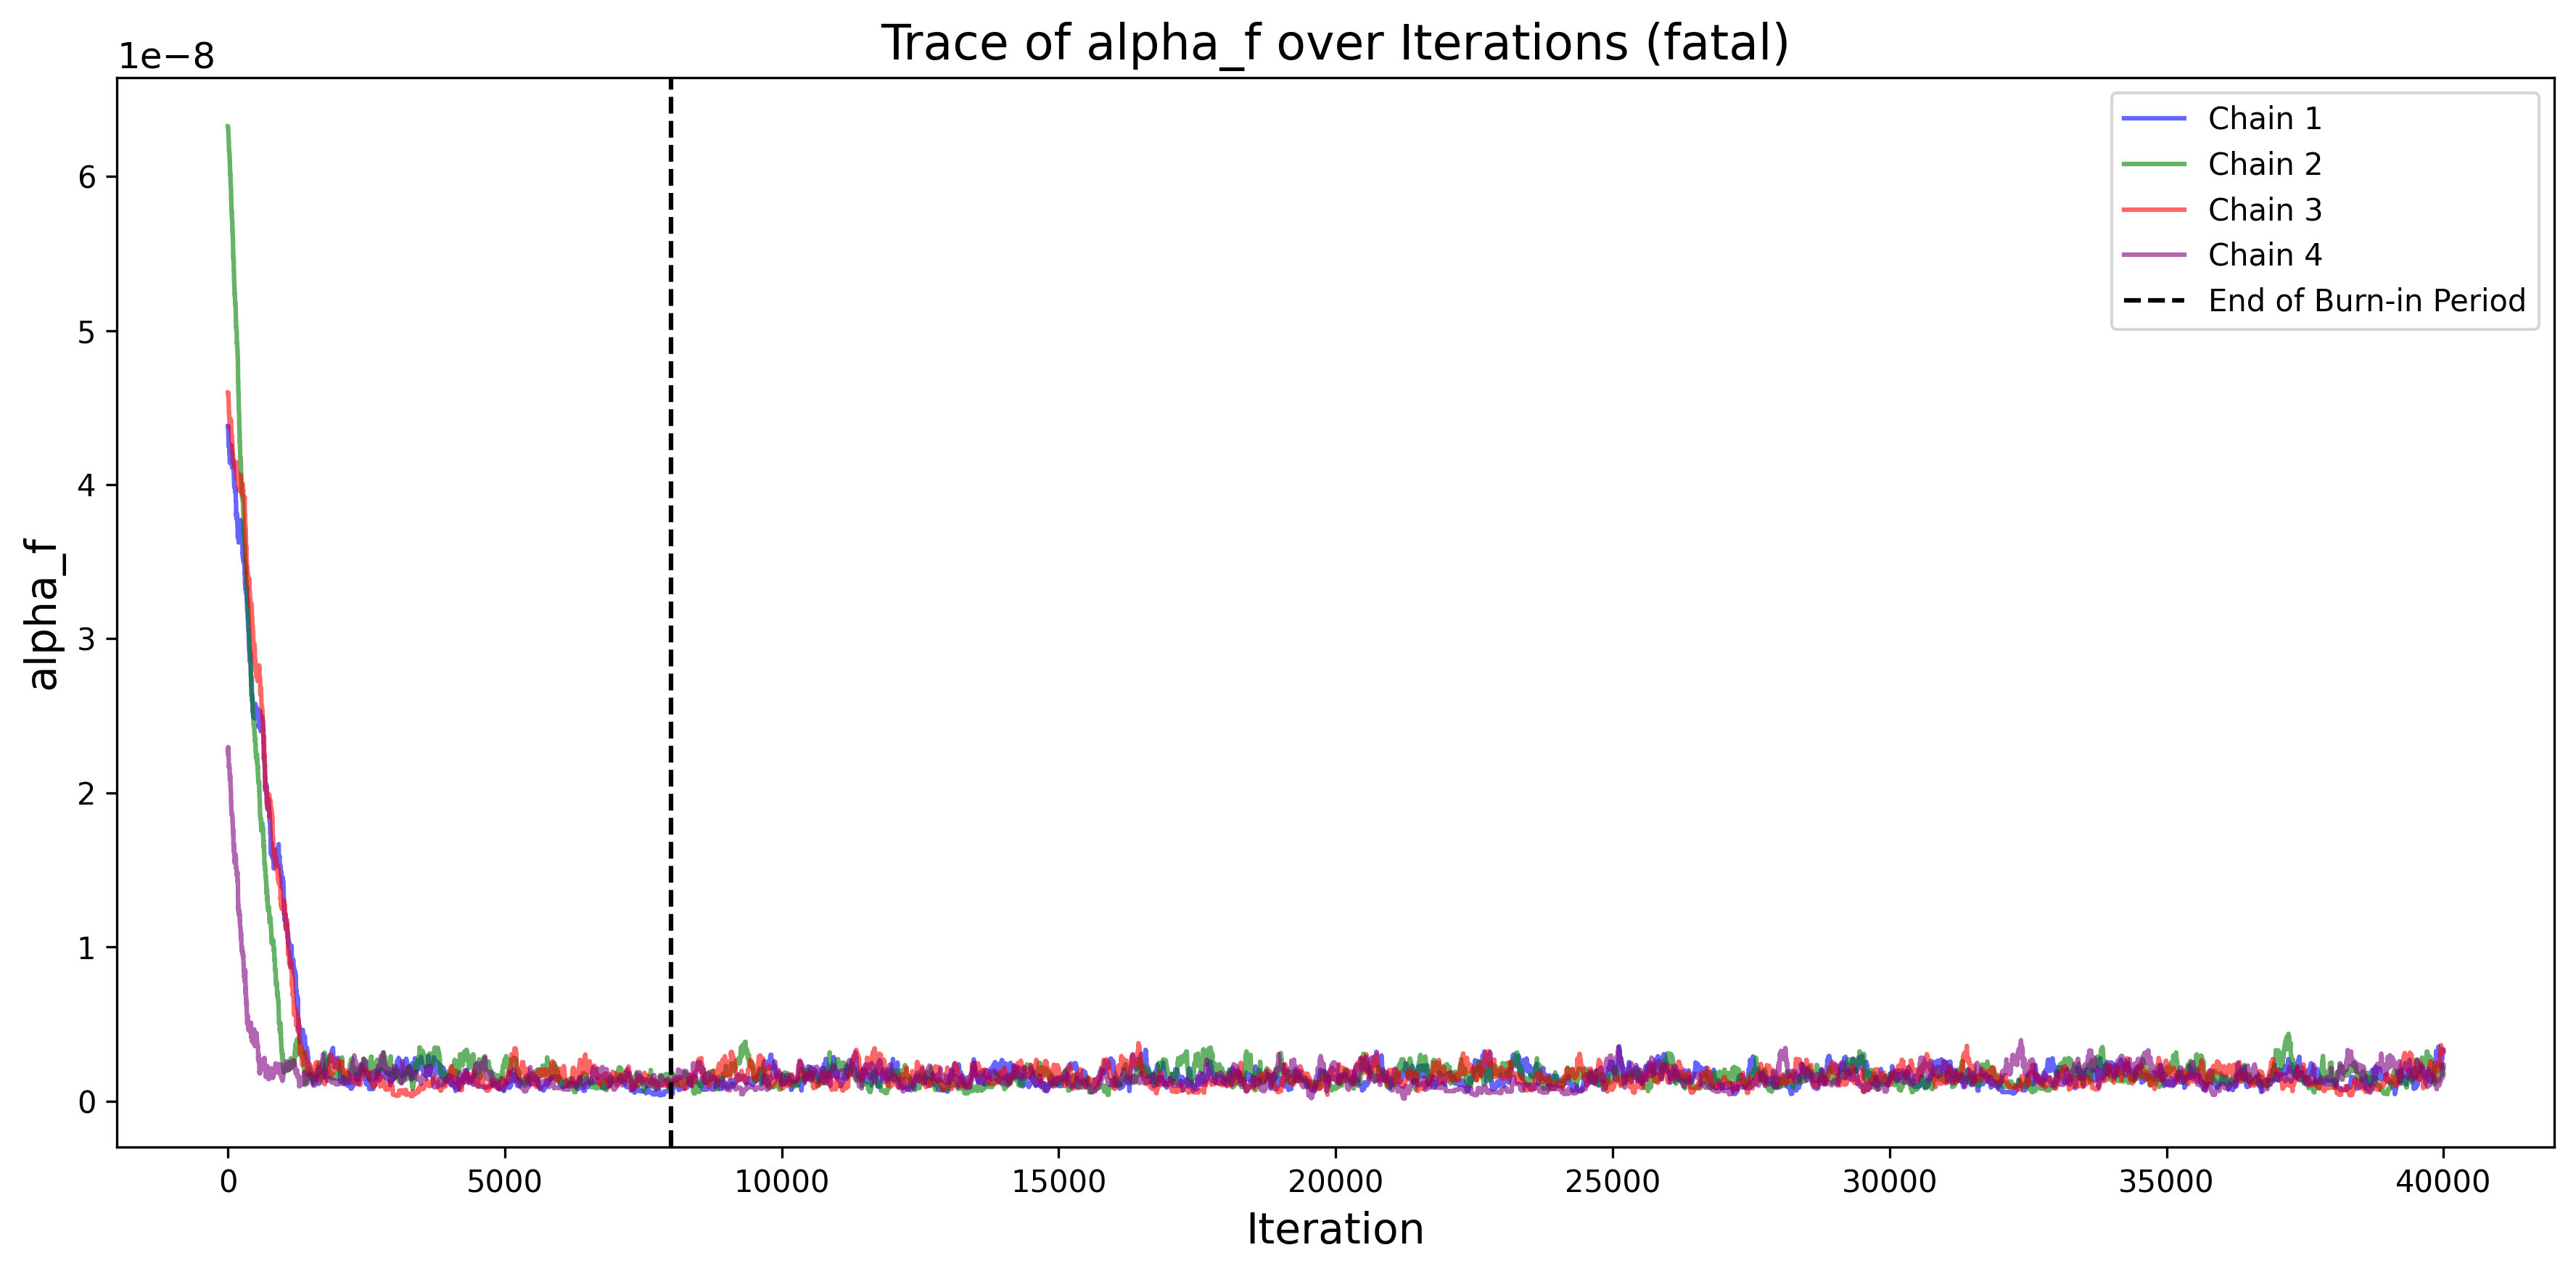 Trace of alpha_f over Iterations (fatal)
1e−8
6
5
4
3
2
1
0
alpha_f
Chain 1
Chain 2
Chain 3
Chain 4
End of Burn-in Period
0 5000 10000 15000 20000 25000 30000 35000 40000
Iteration